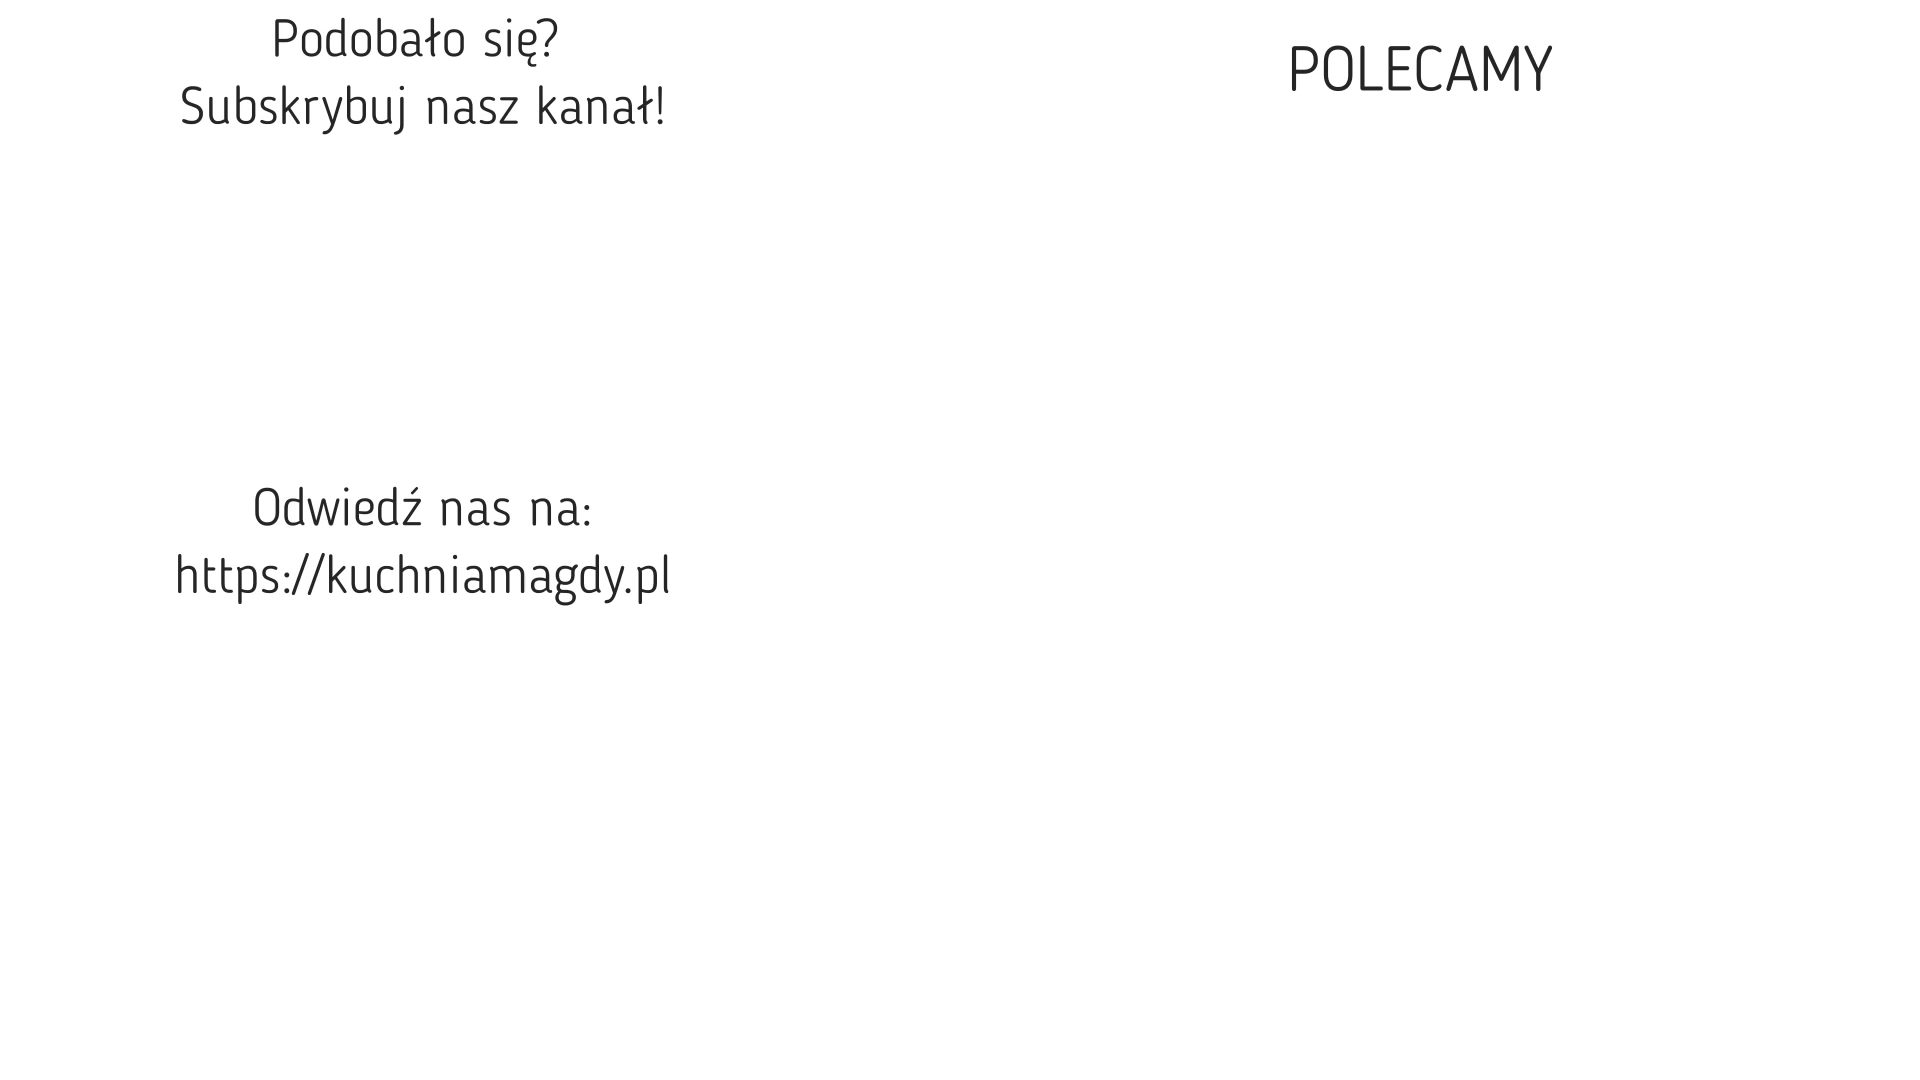 Podobało się?
Subskrybuj nasz kanał!
POLECAMY
Odwiedź nas na:
https://kuchniamagdy.pl